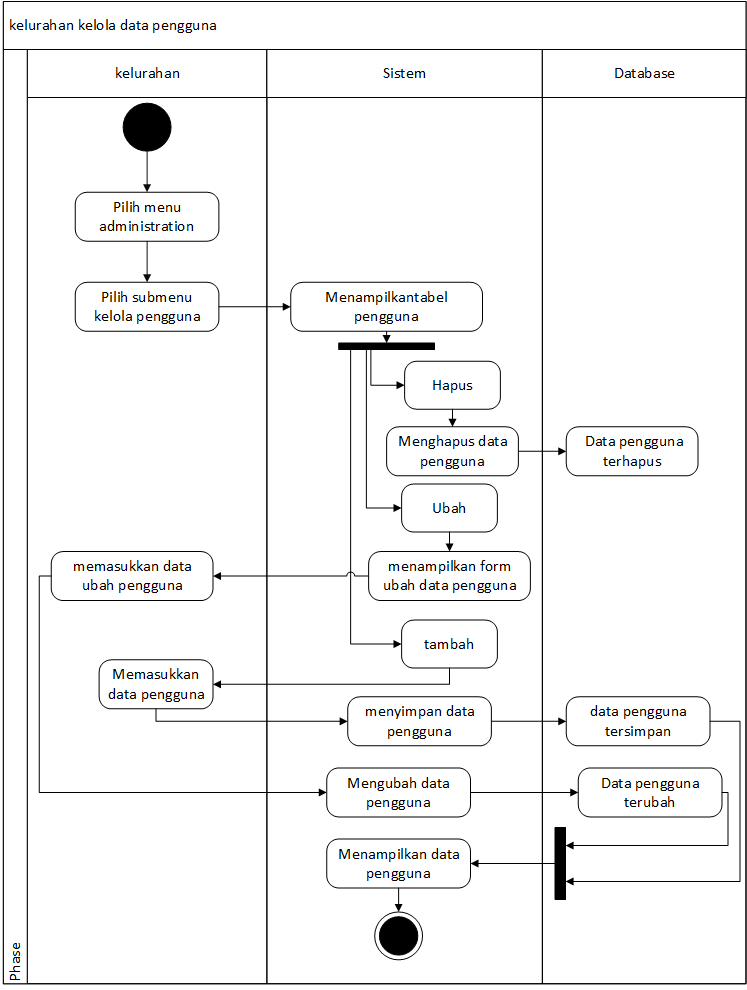 kelurahan kelola data pengguna
kelurahan
Sistem
Database
Pilih menu
administration
Pilih submenu
kelola pengguna
Menampilkantabel
pengguna
Hapus
Menghapus data
pengguna
Data pengguna
terhapus
Ubah
menampilkan form
ubah data pengguna
memasukkan data
ubah pengguna
tambah
Memasukkan
data pengguna
menyimpan data
pengguna
data pengguna
tersimpan
Mengubah data
pengguna
Data pengguna
terubah
Menampilkan data
pengguna
Phase